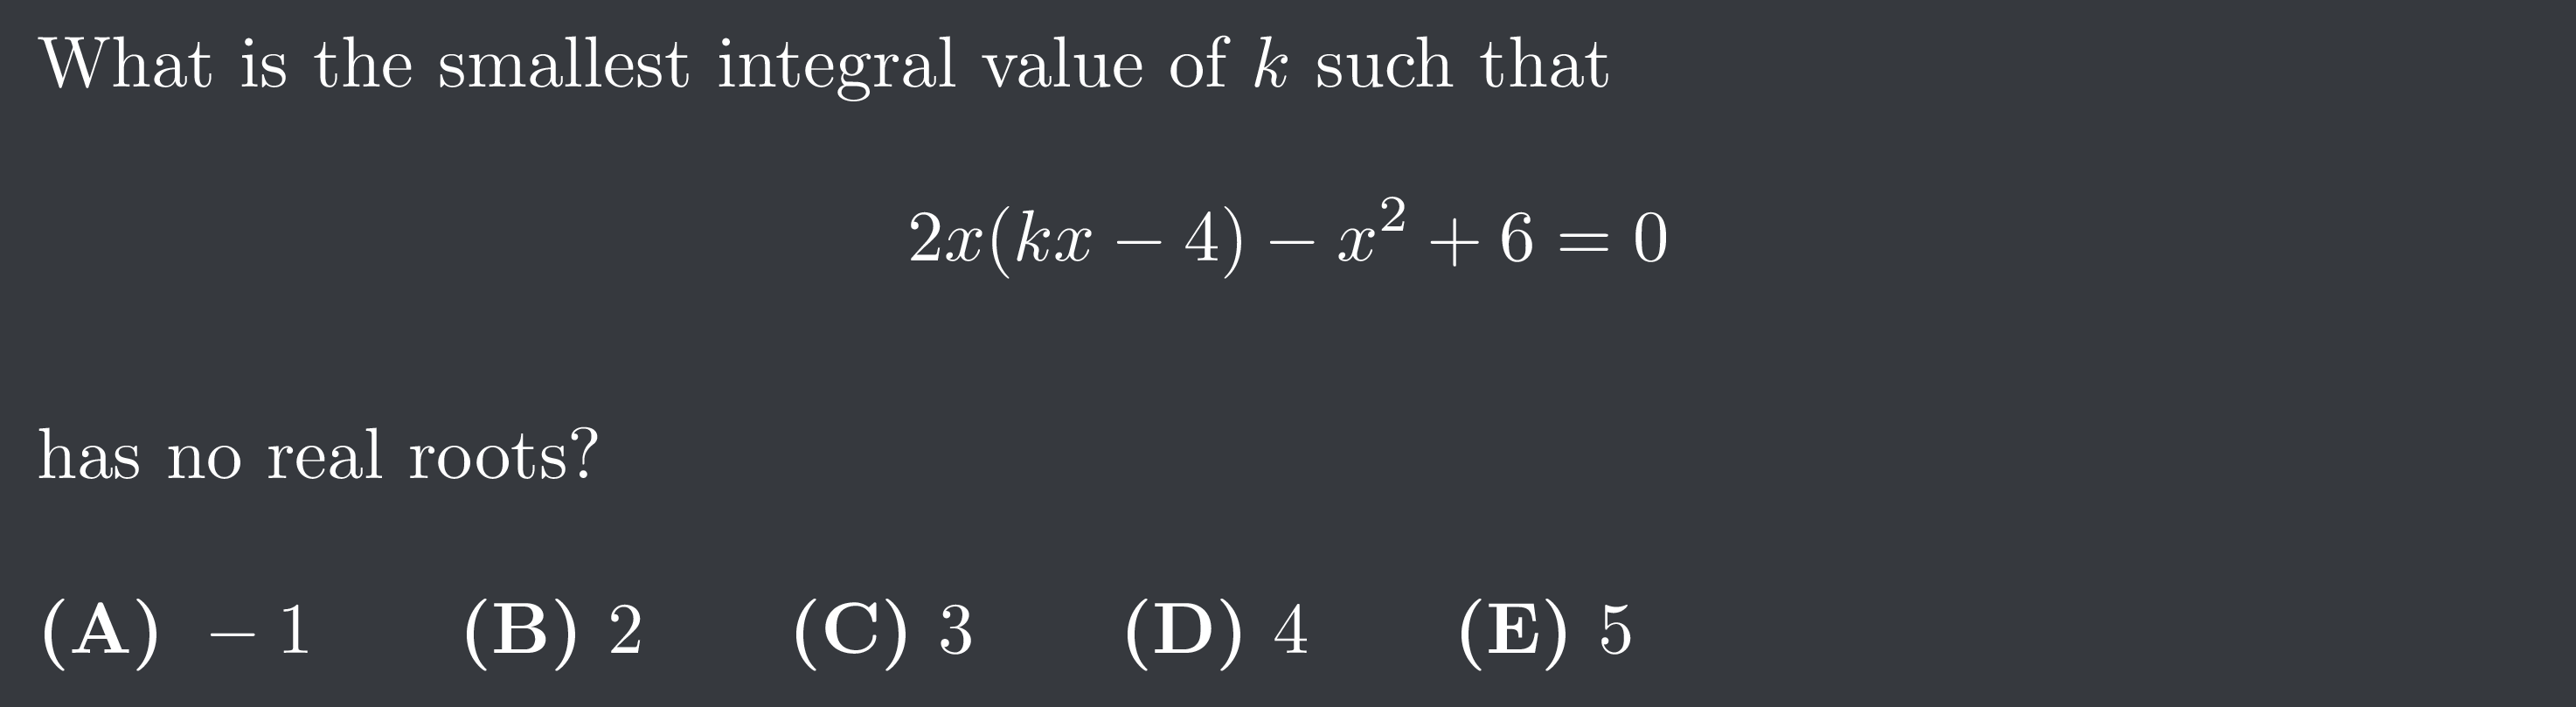 What is the smallest integral value of k such that
2x(kx − 4) − x² + 6 = 0
has no real roots?
(A) − 1 (B) 2 (C) 3 (D) 4 (E) 5